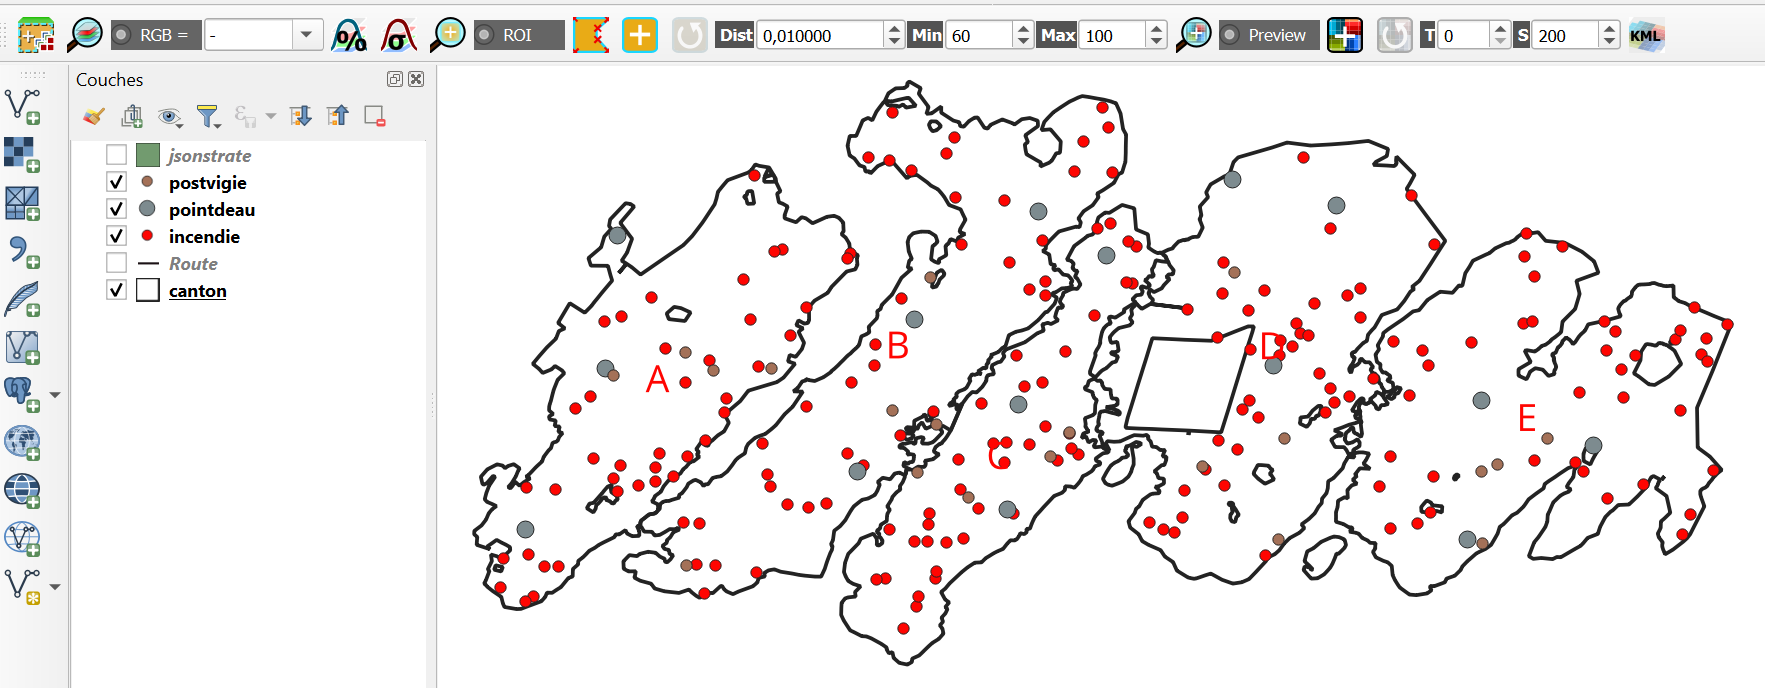 RGB = - % σ ROI Dist 0,010000 Min 60 Max 100 Preview T 0 S 200 KML
Couches
ε
jsonstrate
postvigie
pointdeau
incendie
Route
canton
A
B
C
D
E